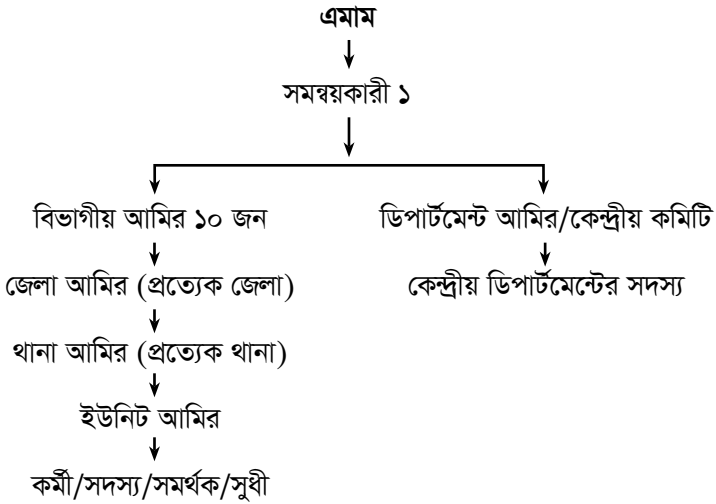 এমাম
সমন্বয়কারী ১
বিভাগীয় আমির ১০ জন
ডিপার্টমেন্ট আমির/কেন্দ্রীয় কমিটি
জেলা আমির (প্রত্যেক জেলা)
কেন্দ্রীয় ডিপার্টমেন্টের সদস্য
থানা আমির (প্রত্যেক থানা)
ইউনিট আমির
কর্মী/সদস্য/সমর্থক/সুধী